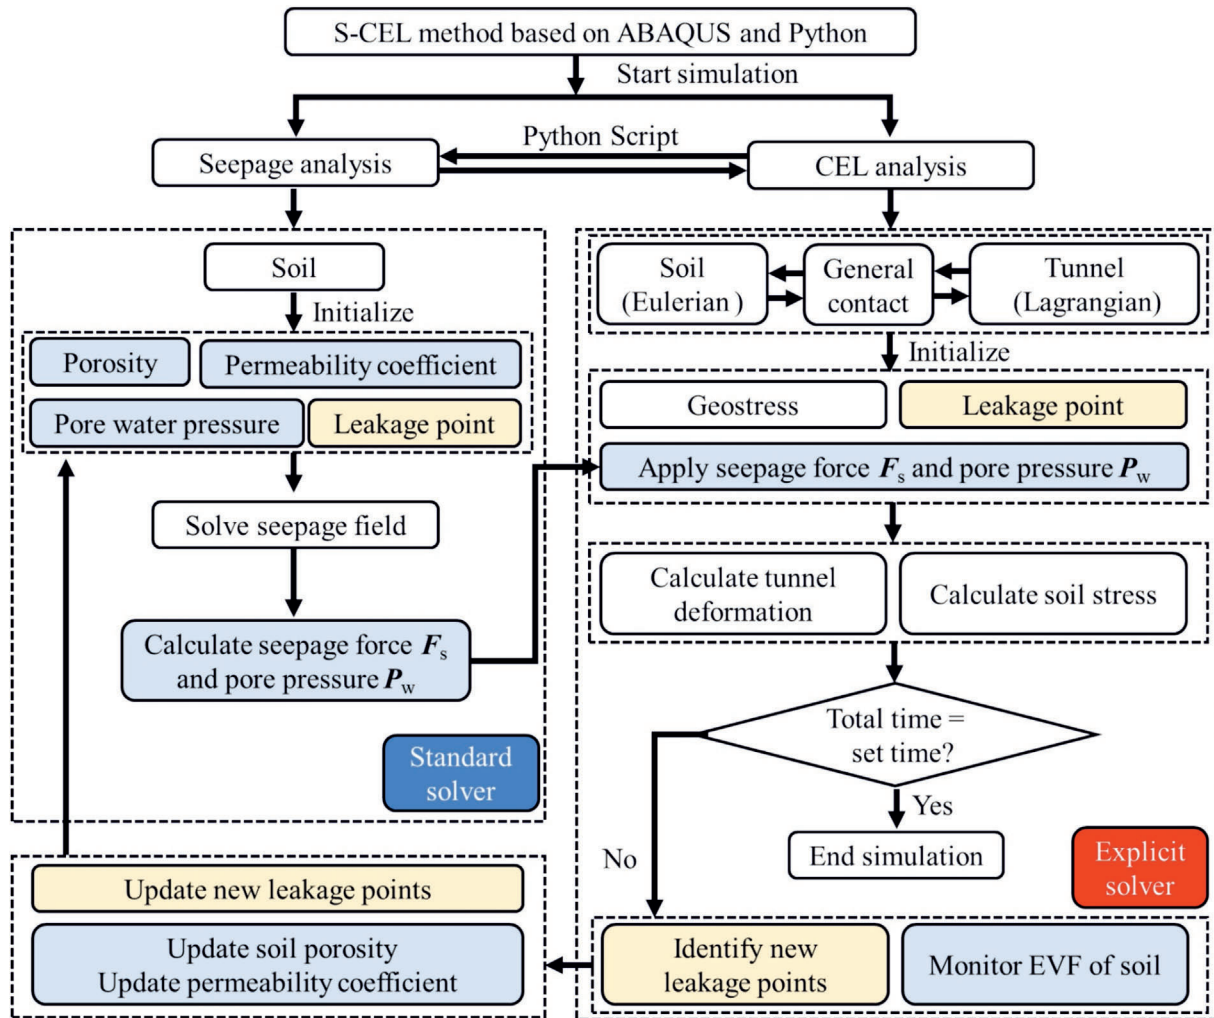 S-CEL method based on ABAQUS and Python
Start simulation
Seepage analysis
Python Script
CEL analysis
Soil
Initialize
Porosity
Permeability coefficient
Pore water pressure
Leakage point
Solve seepage field
Calculate seepage force Fs
and pore pressure Pw
Standard
solver
Update new leakage points
Update soil porosity
Update permeability coefficient
Soil
(Eulerian)
General
contact
Tunnel
(Lagrangian)
Initialize
Geostress
Leakage point
Apply seepage force Fs and pore pressure Pw
Calculate tunnel
deformation
Calculate soil stress
Total time =
set time?
Yes
No
End simulation
Explicit
solver
Identify new
leakage points
Monitor EVF of soil